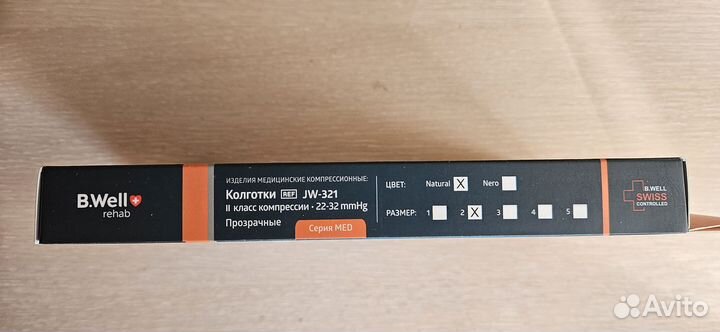 B.Well
rehab
ИЗДЕЛИЯ МЕДИЦИНСКИЕ КОМПРЕССИОННЫЕ:
Колготки REF JW-321
II класс компрессии · 22-32 mmHg
Прозрачные
Серия MED
ЦВЕТ: Natural X Nero
РАЗМЕР: 1 2 X 3 4 5
B.WELL
SWISS
CONTROLLED
Avito